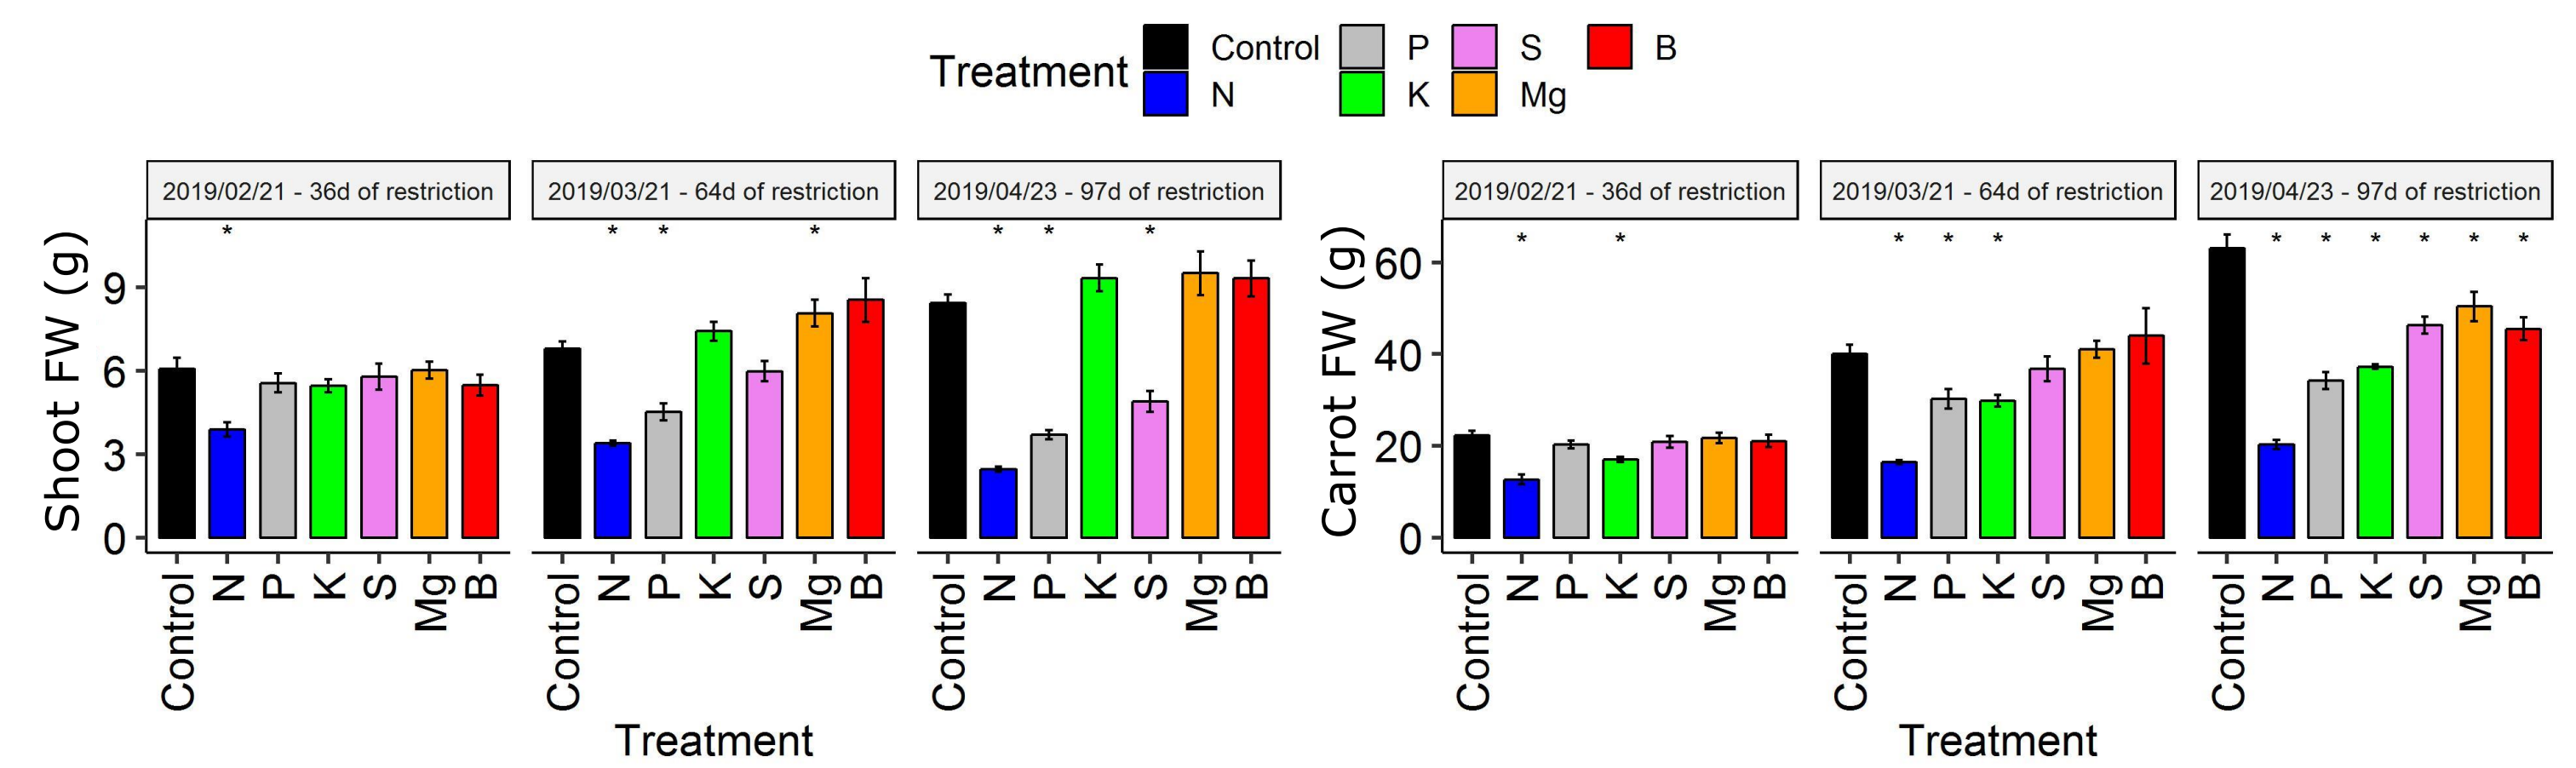 Treatment
Control P S B
N K Mg
2019/02/21 - 36d of restriction
2019/03/21 - 64d of restriction
2019/04/23 - 97d of restriction
2019/02/21 - 36d of restriction
2019/03/21 - 64d of restriction
2019/04/23 - 97d of restriction
*
* * *
* * *
* *
* * *
* * * * * *
Shoot FW (g)
9
6
3
0
Carrot FW (g)
60
40
20
0
Control N P K S Mg B
Control N P K S Mg B
Control N P K S Mg B
Control N P K S Mg B
Control N P K S Mg B
Control N P K S Mg B
Treatment
Treatment